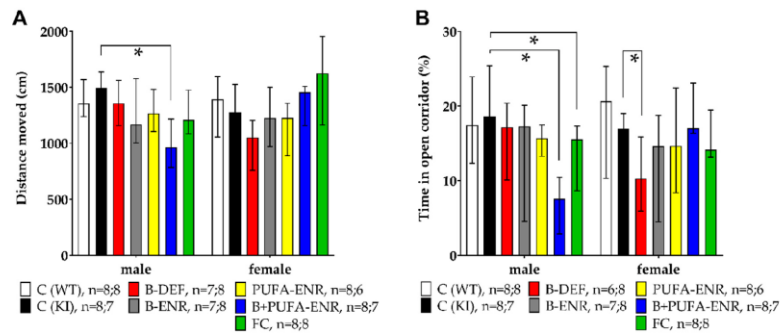 A
B
*
*
*
*
Distance moved (cm)
1500
1000
500
0
Time in open corridor (%)
30
20
10
0
male
female
male
female
C (WT), n=8;8
B-DEF, n=7;8
PUFA-ENR, n=8;6
C (KI), n=8;7
B-ENR, n=7;8
B+PUFA-ENR, n=8;7
FC, n=8;8
C (WT), n=8;8
B-DEF, n=6;8
PUFA-ENR, n=8;6
C (KI), n=8;7
B-ENR, n=7;8
B+PUFA-ENR, n=8;7
FC, n=8;8